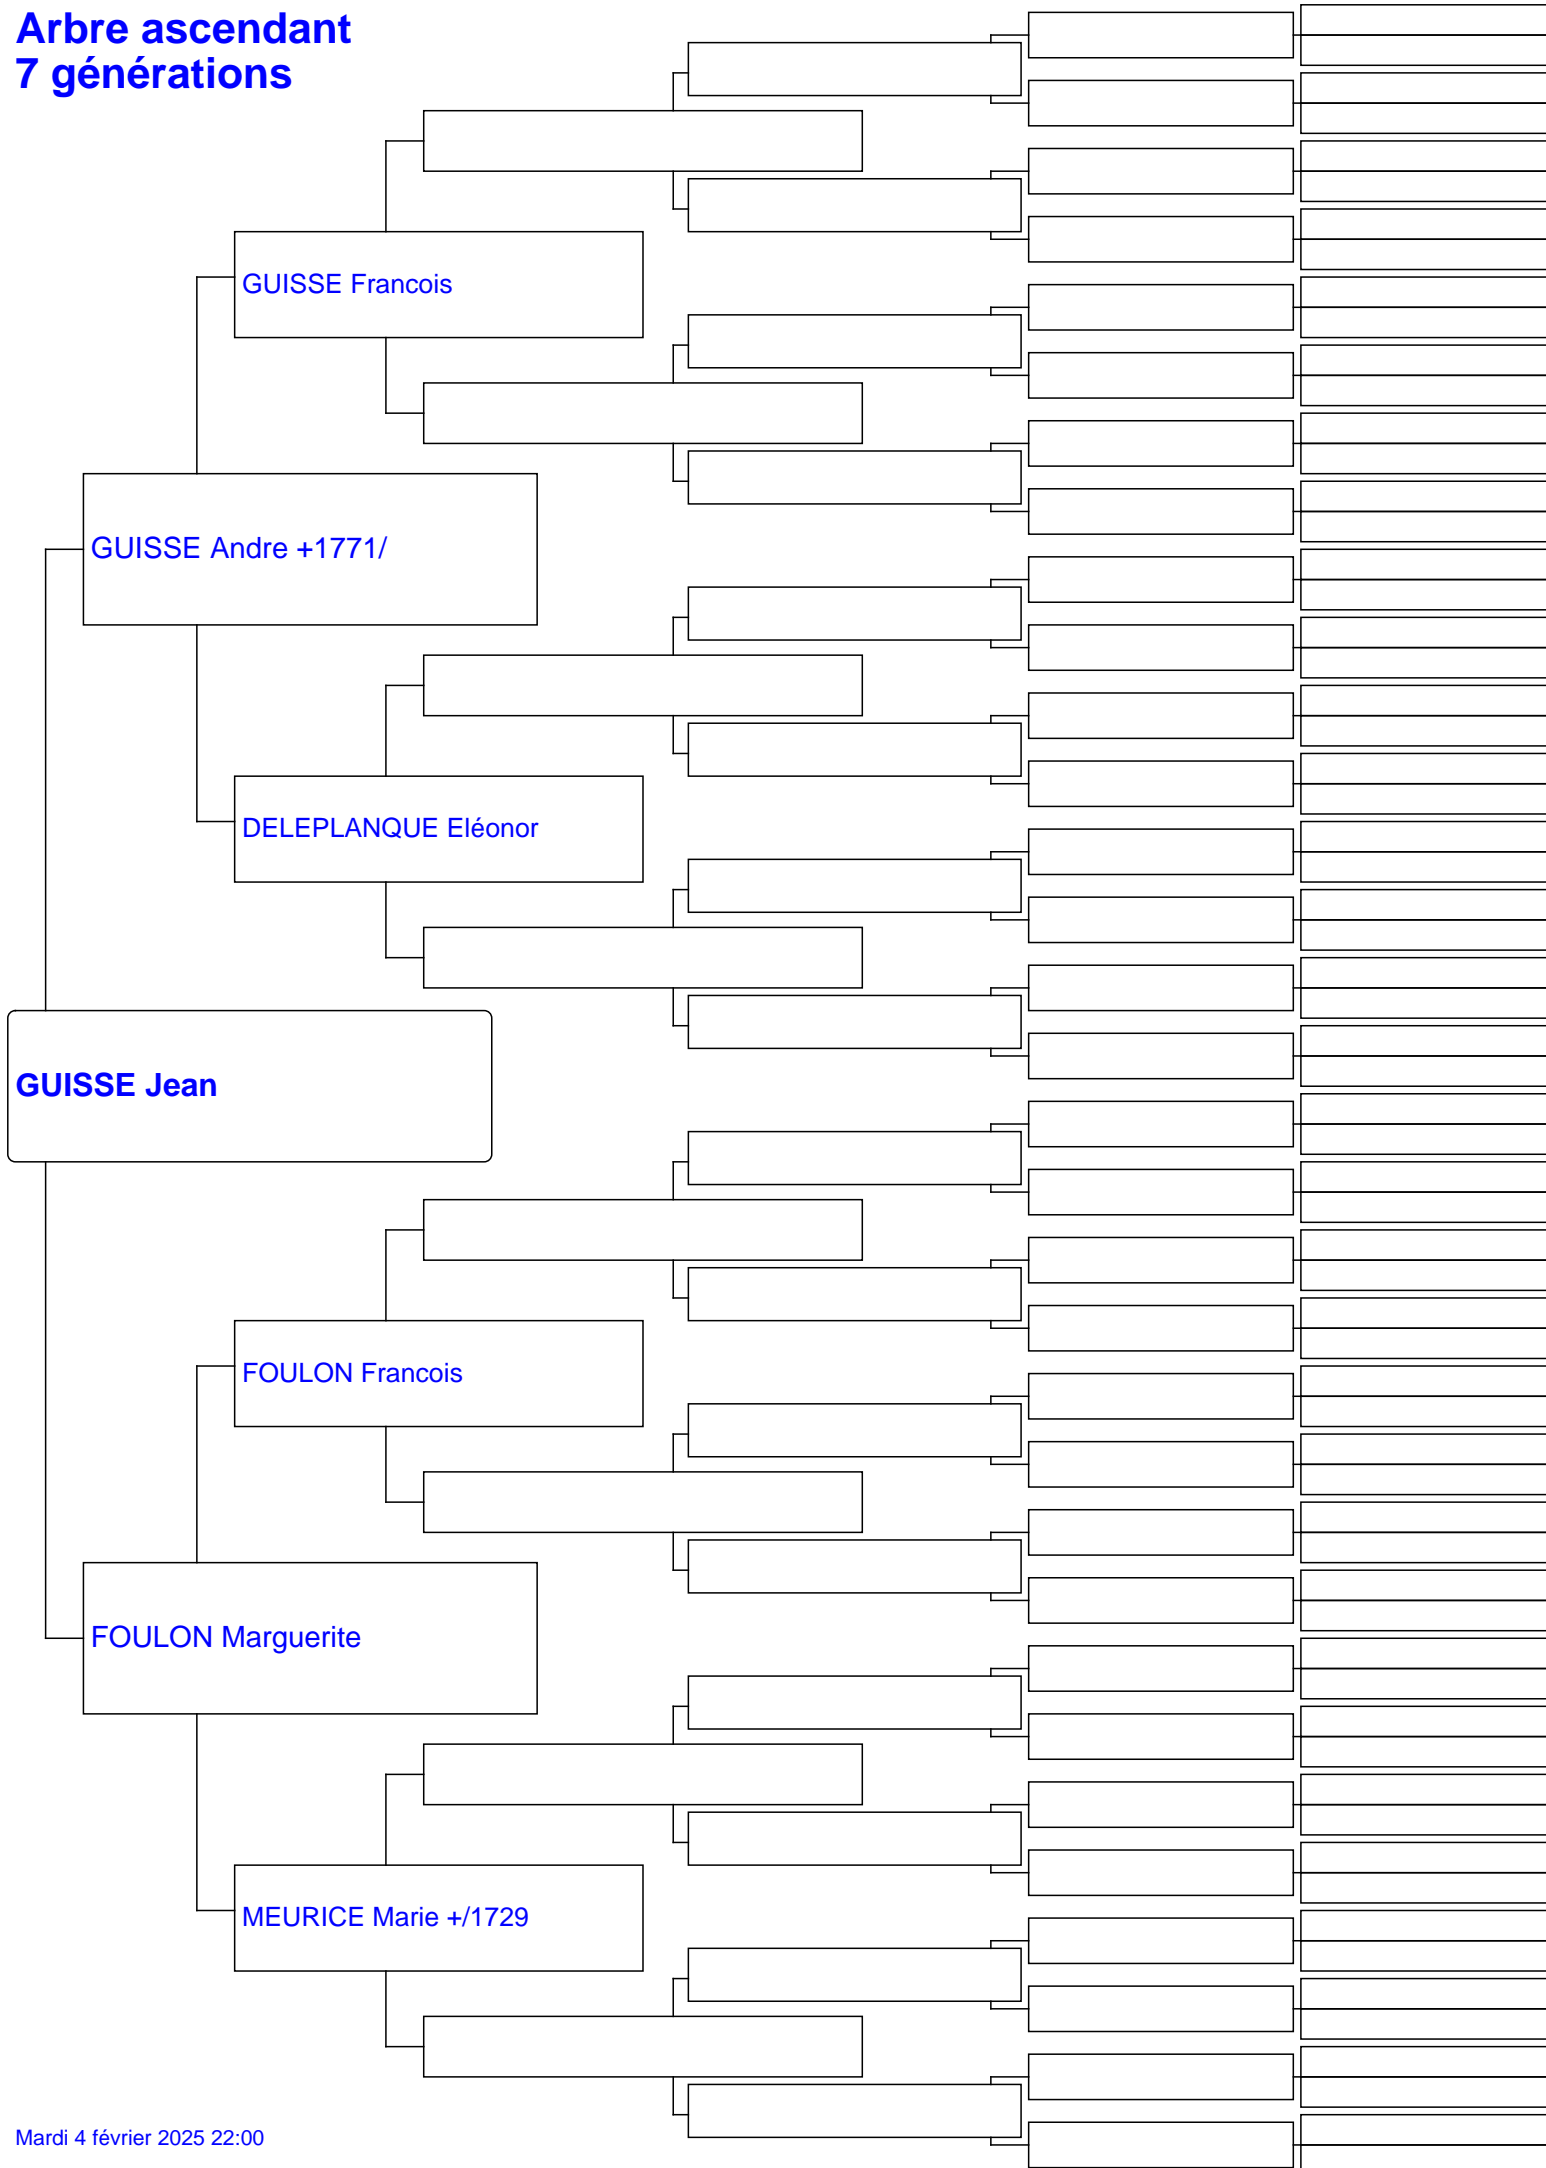 Arbre ascendant
7 générations
GUISSE Francois
GUISSE Andre +1771/
DELEPLANQUE Eléonor
GUISSE Jean
FOULON Francois
FOULON Marguerite
MEURICE Marie +/1729
Mardi 4 février 2025 22:00